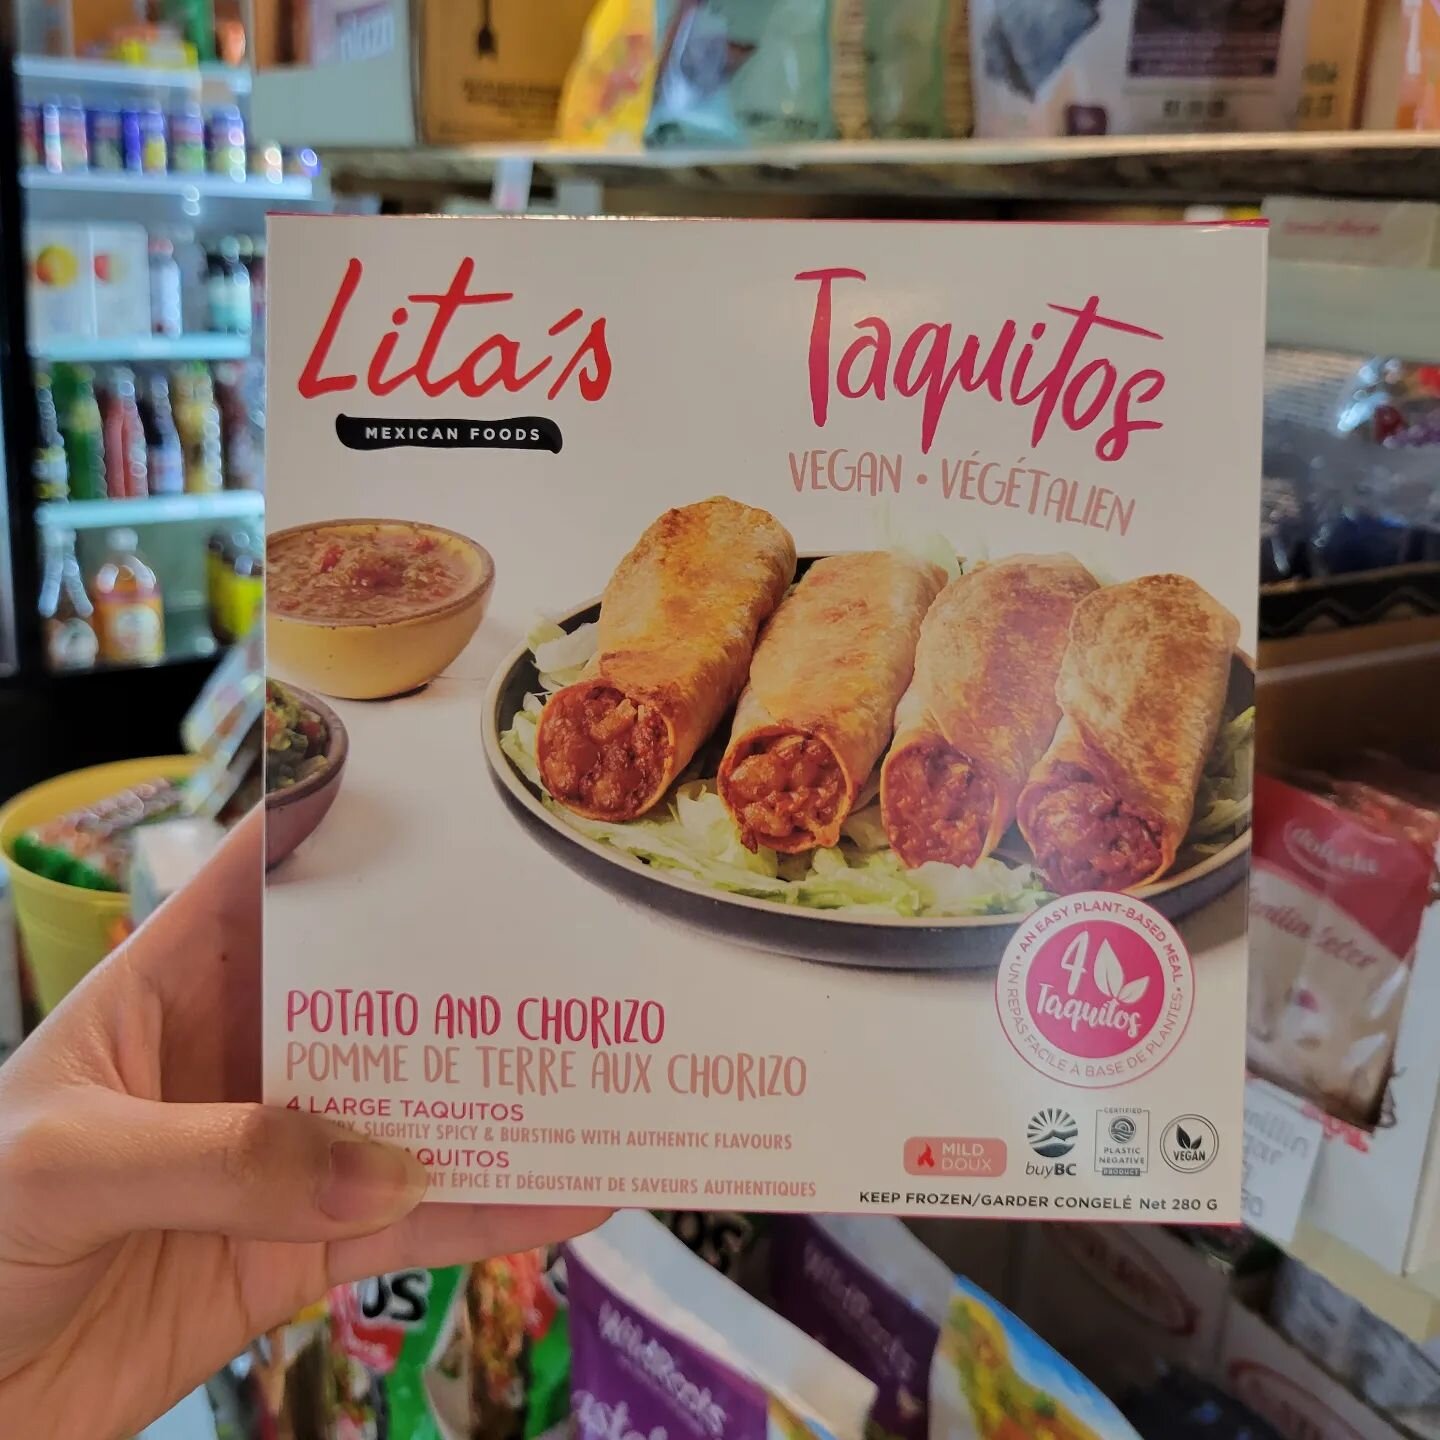 Lita's
MEXICAN FOODS
Taquitos
VEGAN • VÉGÉTALIEN
• AN EASY PLANT-BASED MEAL •
4
Taquitos
UN REPAS FACILE À BASE DE PLANTES
POTATO AND CHORIZO
POMME DE TERRE AUX CHORIZO
4 LARGE TAQUITOS
SLIGHTLY SPICY & BURSTING WITH AUTHENTIC FLAVOURS
ÉPICÉ ET DÉGUSTANT DE SAVEURS AUTHENTIQUES
MILD
DOUX
buyBC
CERTIFIED
PLASTIC
NEGATIVE
PRODUCT
VEGAN
KEEP FROZEN/GARDER CONGELÉ Net 280 G